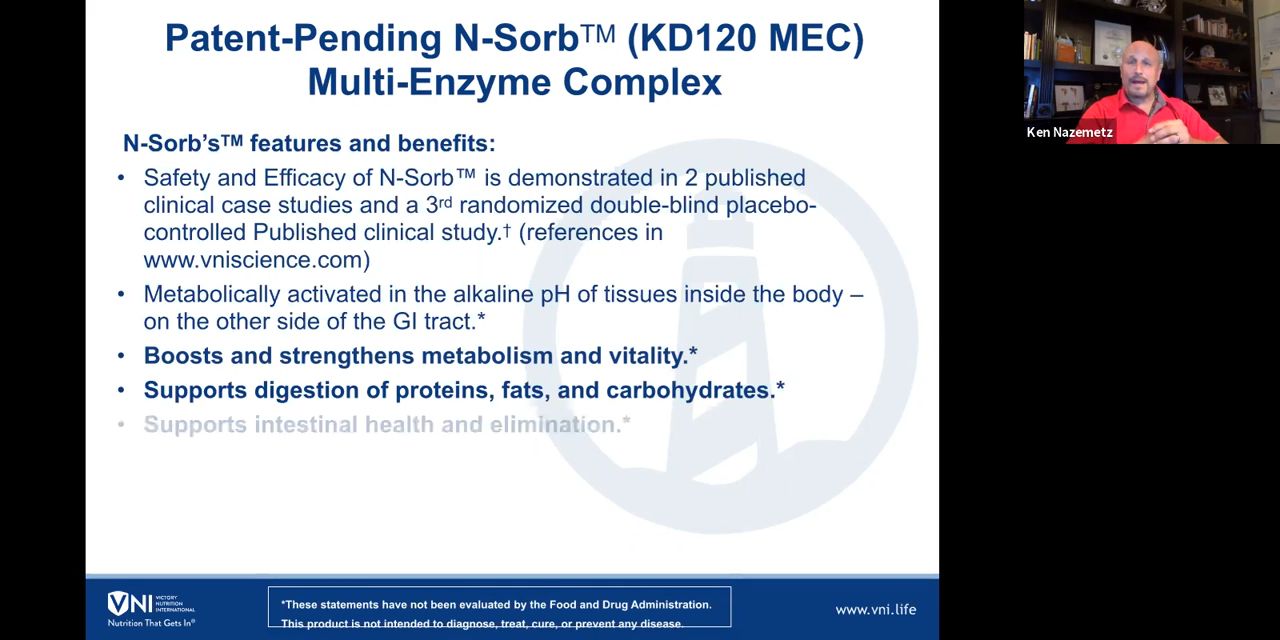 Patent-Pending N-Sorb™ (KD120 MEC)
Multi-Enzyme Complex
N-Sorb's™ features and benefits:
• Safety and Efficacy of N-Sorb™ is demonstrated in 2 published
clinical case studies and a 3rd randomized double-blind placebo-
controlled Published clinical study.† (references in
www.vniscience.com)
• Metabolically activated in the alkaline pH of tissues inside the body –
on the other side of the GI tract.*
• Boosts and strengthens metabolism and vitality.*
• Supports digestion of proteins, fats, and carbohydrates.*
• Supports intestinal health and elimination.*
VNI VICTORY
NUTRITION
INTERNATIONAL
Nutrition That Gets In®
*These statements have not been evaluated by the Food and Drug Administration.
This product is not intended to diagnose, treat, cure, or prevent any disease.
www.vni.life
Ken Nazemetz